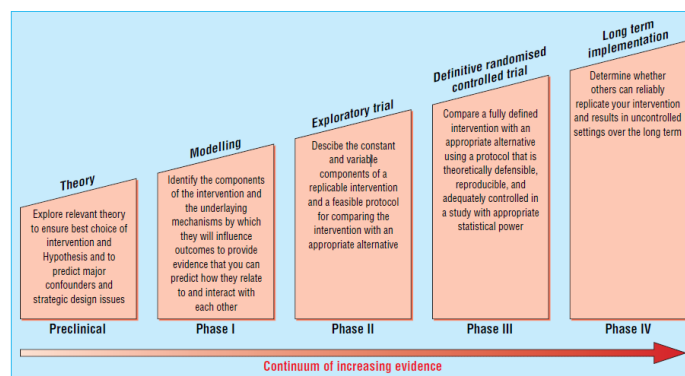 Theory
Explore relevant theory
to ensure best choice of
intervention and
Hypothesis and to
predict major
confounders and
strategic design issues
Preclinical
Modelling
Identify the components
of the intervention and
the underlaying
mechanisms by which
they will influence
outcomes to provide
evidence that you can
predict how they relate
to and interact with
each other
Phase I
Exploratory trial
Descibe the constant
and variable
components of a
replicable intervention
and a feasible protocol
for comparing the
intervention with an
appropriate alternative
Phase II
Definitive randomised
controlled trial
Compare a fully defined
intervention with an
appropriate alternative
using a protocol that is
theoretically defensible,
reproducible, and
adequately controlled in
a study with appropriate
statistical power
Phase III
Long term
implementation
Determine whether
others can reliably
replicate your intervention
and results in uncontrolled
settings over the long term
Phase IV
Continuum of increasing evidence